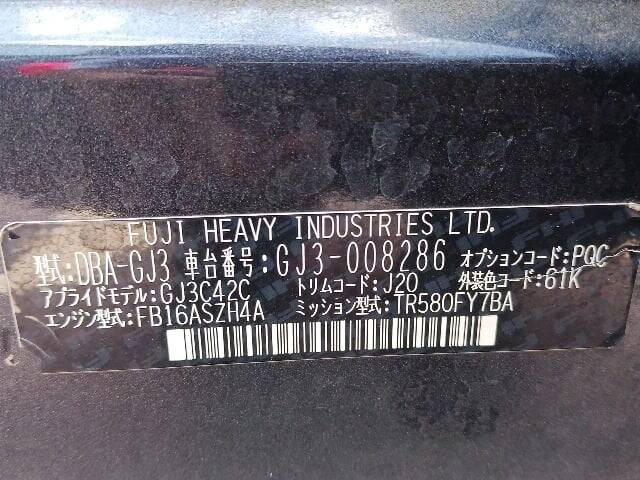 FUJI HEAVY INDUSTRIES LTD.
型式:DBA-GJ3 車台番号:GJ3-008286 オプションコード:PQC
アプライドモデル:GJ3C42C トリムコード:J20 外装色コード:61K
エンジン型式:FB16ASZH4A ミッション型式:TR580FY7BA